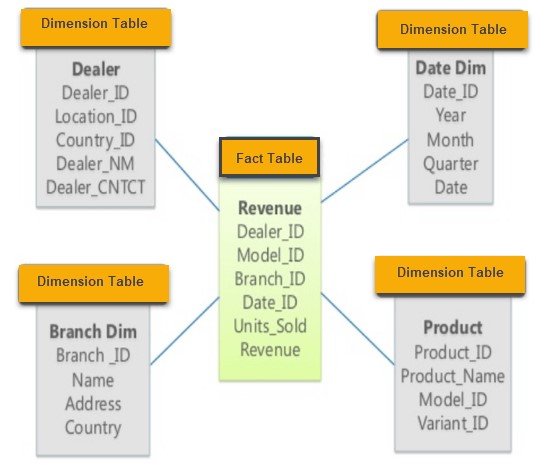 Dimension Table
Dealer
Dealer_ID
Location_ID
Country_ID
Dealer_NM
Dealer_CNTCT
Dimension Table
Date Dim
Date_ID
Year
Month
Quarter
Date
Fact Table
Revenue
Dealer_ID
Model_ID
Branch_ID
Date_ID
Units_Sold
Revenue
Dimension Table
Branch Dim
Branch _ID
Name
Address
Country
Dimension Table
Product
Product_ID
Product_Name
Model_ID
Variant_ID